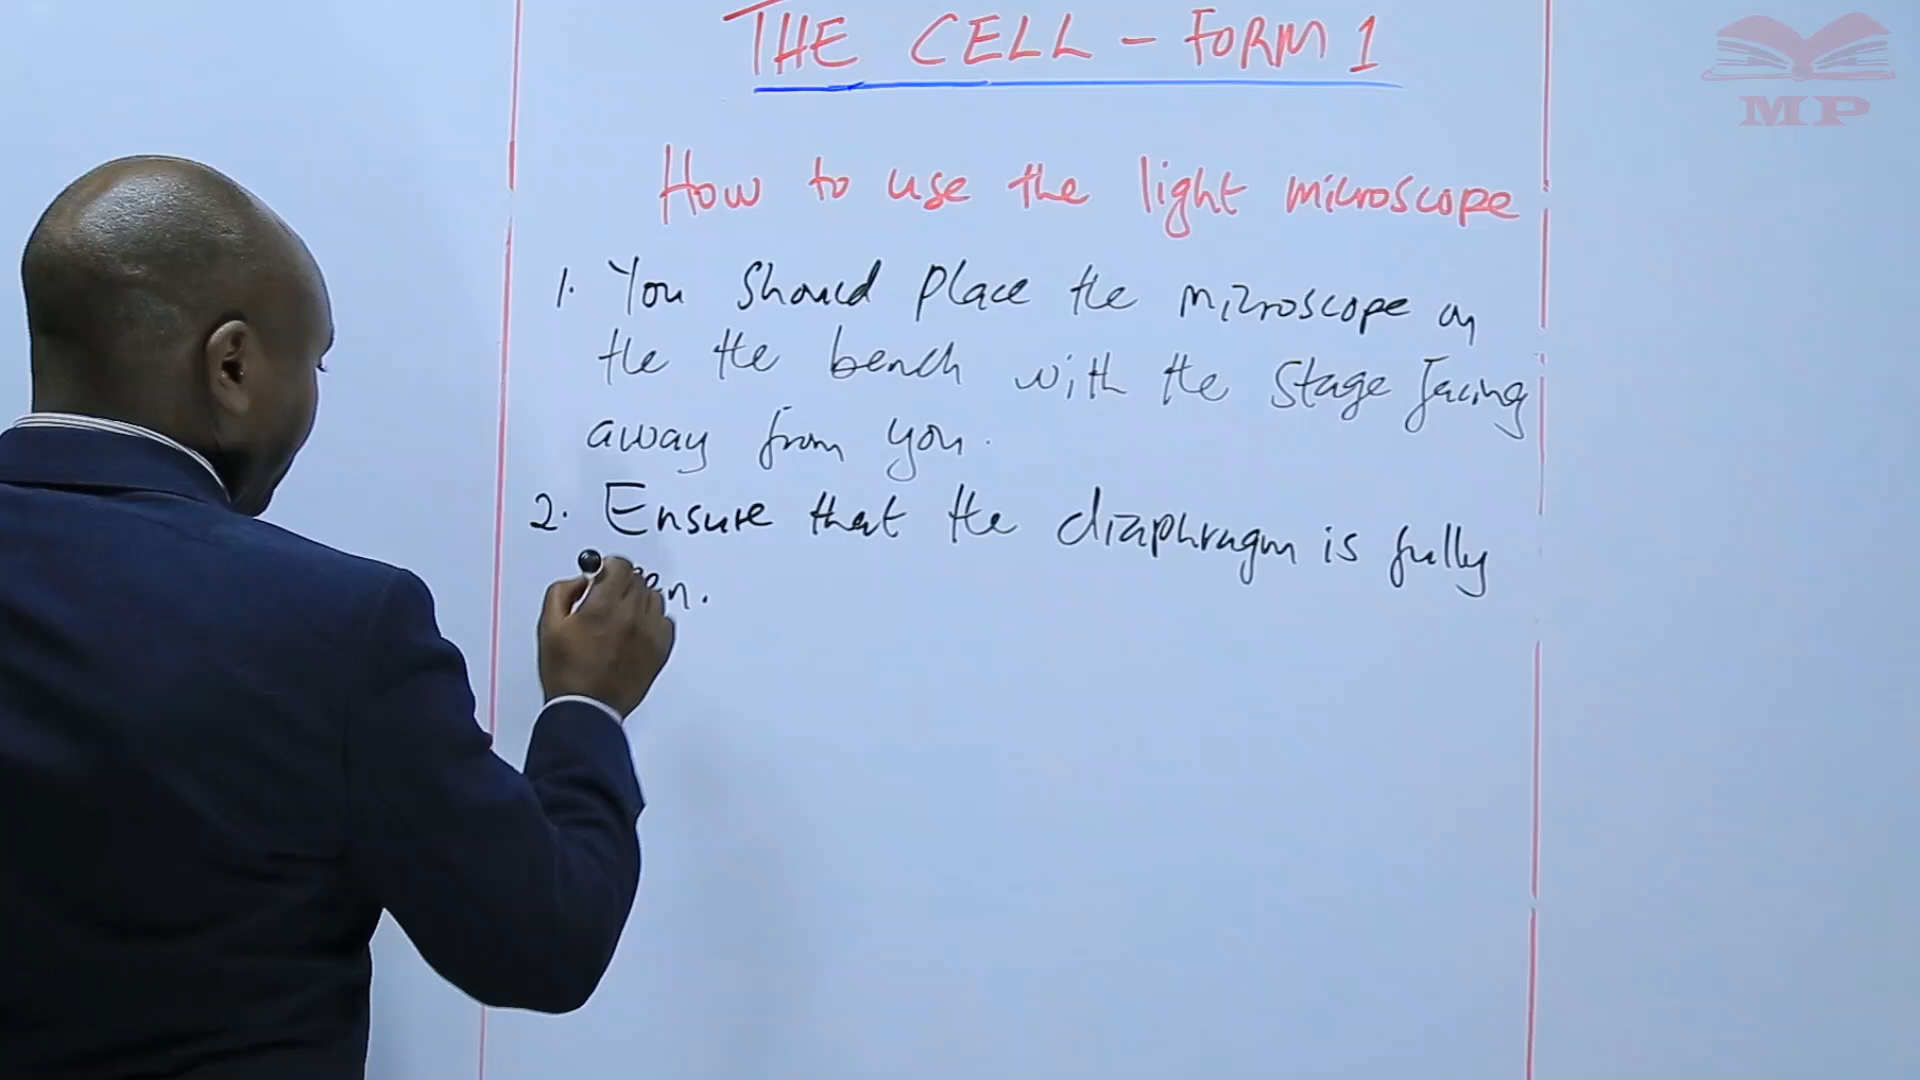 THE CELL - FORM 1
MP
How to use the light microscope
1. You should place the microscope on
the the bench with the stage facing
away from you.
2. Ensure that the diaphragm is fully